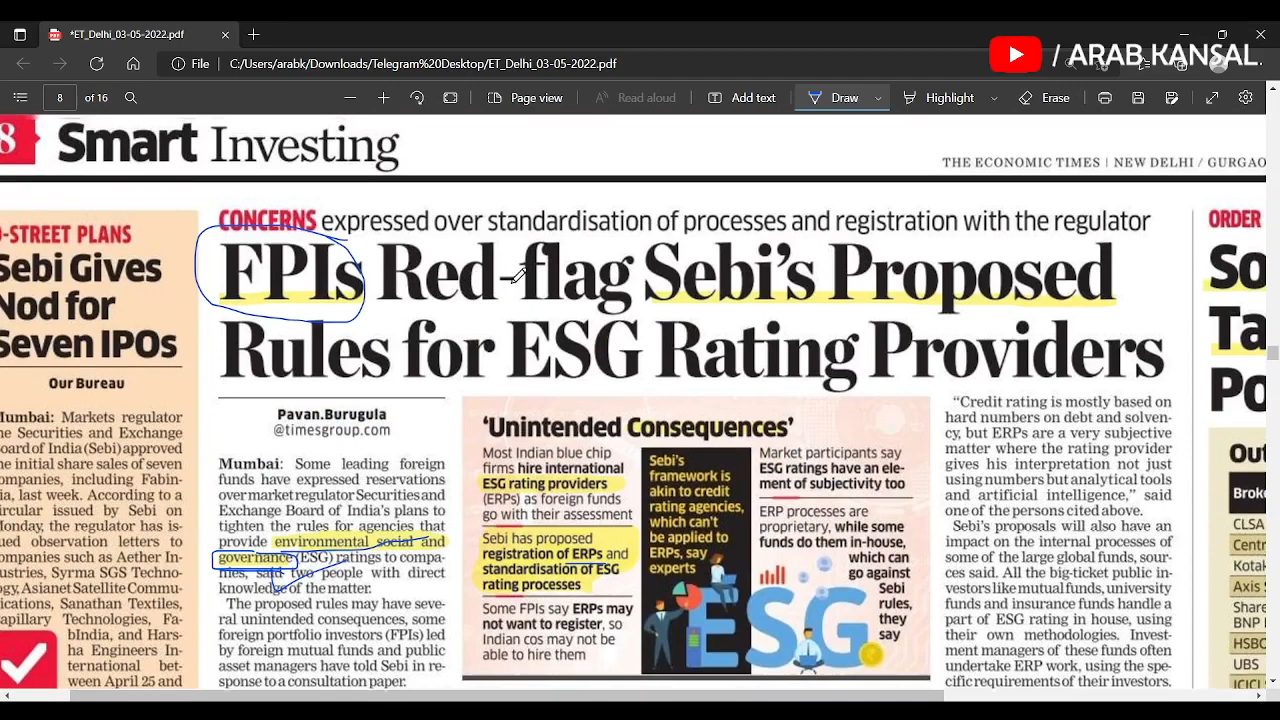 *ET_Delhi_03-05-2022.pdf
File C:/Users/arabk/Downloads/Telegram%20Desktop/ET_Delhi_03-05-2022.pdf
/ ARAB KANSAL.
8 of 16
Page view
Read aloud
Add text
Draw
Highlight
Erase
8
Smart Investing
THE ECONOMIC TIMES | NEW DELHI / GURGAO
D-STREET PLANS
Sebi Gives
Nod for
Seven IPOs
Our Bureau
Mumbai: Markets regulator
he Securities and Exchange
Board of India (Sebi) approved
he initial share sales of seven
companies, including Fabin-
ia, last week. According to a
ircular issued by Sebi on
Monday, the regulator has is-
ued observation letters to
ompanies such as Aether In-
ustries, Syrma SGS Techno-
ogy, Asianet Satellite Commu-
ications, Sanathan Textiles,
apillary Technologies, Fa-
bIndia, and Hars-
ha Engineers In-
ternational bet-
ween April 25 and
CONCERNS expressed over standardisation of processes and registration with the regulator
FPIs Red-flag Sebi's Proposed
Rules for ESG Rating Providers
Pavan.Burugula
@timesgroup.com
Mumbai: Some leading foreign
funds have expressed reservations
over market regulator Securities and
Exchange Board of India's plans to
tighten the rules for agencies that
provide environmental social and
governance (ESG) ratings to compa-
nies, said two people with direct
knowledge of the matter.
The proposed rules may have seve-
ral unintended consequences, some
foreign portfolio investors (FPIs) led
by foreign mutual funds and public
asset managers have told Sebi in re-
sponse to a consultation paper.
'Unintended Consequences'
Most Indian blue chip
firms hire international
ESG rating providers
(ERPs) as foreign funds
go with their assessment
Sebi has proposed
registration of ERPs and
standardisation of ESG
rating processes
Some FPIs say ERPs may
not want to register, so
Indian cos may not be
able to hire them
Sebi's
framework is
akin to credit
rating agencies,
which can't
be applied to
ERPs, say
experts
Market participants say
ESG ratings have an ele-
ment of subjectivity too
ERP processes are
proprietary, while some
funds do them in-house,
which can
go against
Sebi
rules,
they
say
ESG
"Credit rating is mostly based on
hard numbers on debt and solven-
cy, but ERPs are a very subjective
matter where the rating provider
gives his interpretation not just
using numbers but analytical tools
and artificial intelligence," said
one of the persons cited above.
Sebi's proposals will also have an
impact on the internal processes of
some of the large global funds, sour-
ces said. All the big-ticket public in-
vestors like mutual funds, university
funds and insurance funds handle a
part of ESG rating in house, using
their own methodologies. Invest-
ment managers of these funds often
undertake ERP work, using the spe-
cific requirements of their investors.
ORDER
So
Ta
Po
Out
Broke
CLSA
Centr
Kotak
Axis
Share
BNP
HSBC
UBS
ICICI